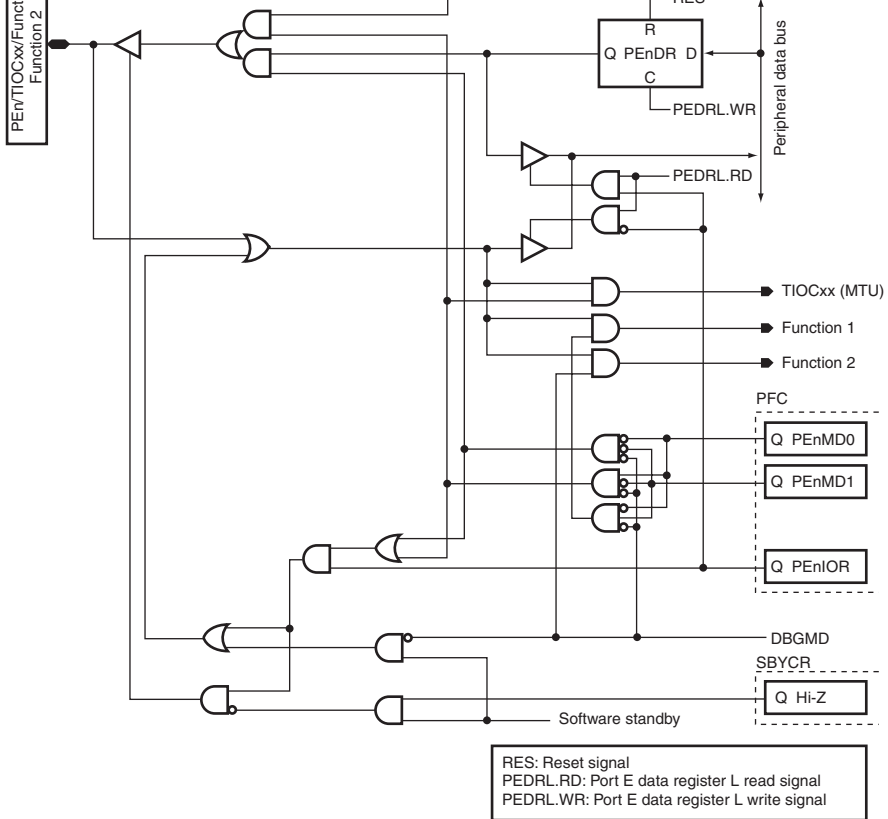 PEn/TIOCxx/
Function 2
R
Q PEnDR D
C
PEDRL.WR
Peripheral data bus
PEDRL.RD
TIOCxx (MTU)
Function 1
Function 2
PFC
Q PEnMD0
Q PEnMD1
Q PEnIOR
DBGMD
SBYCR
Q Hi-Z
Software standby
RES: Reset signal
PEDRL.RD: Port E data register L read signal
PEDRL.WR: Port E data register L write signal